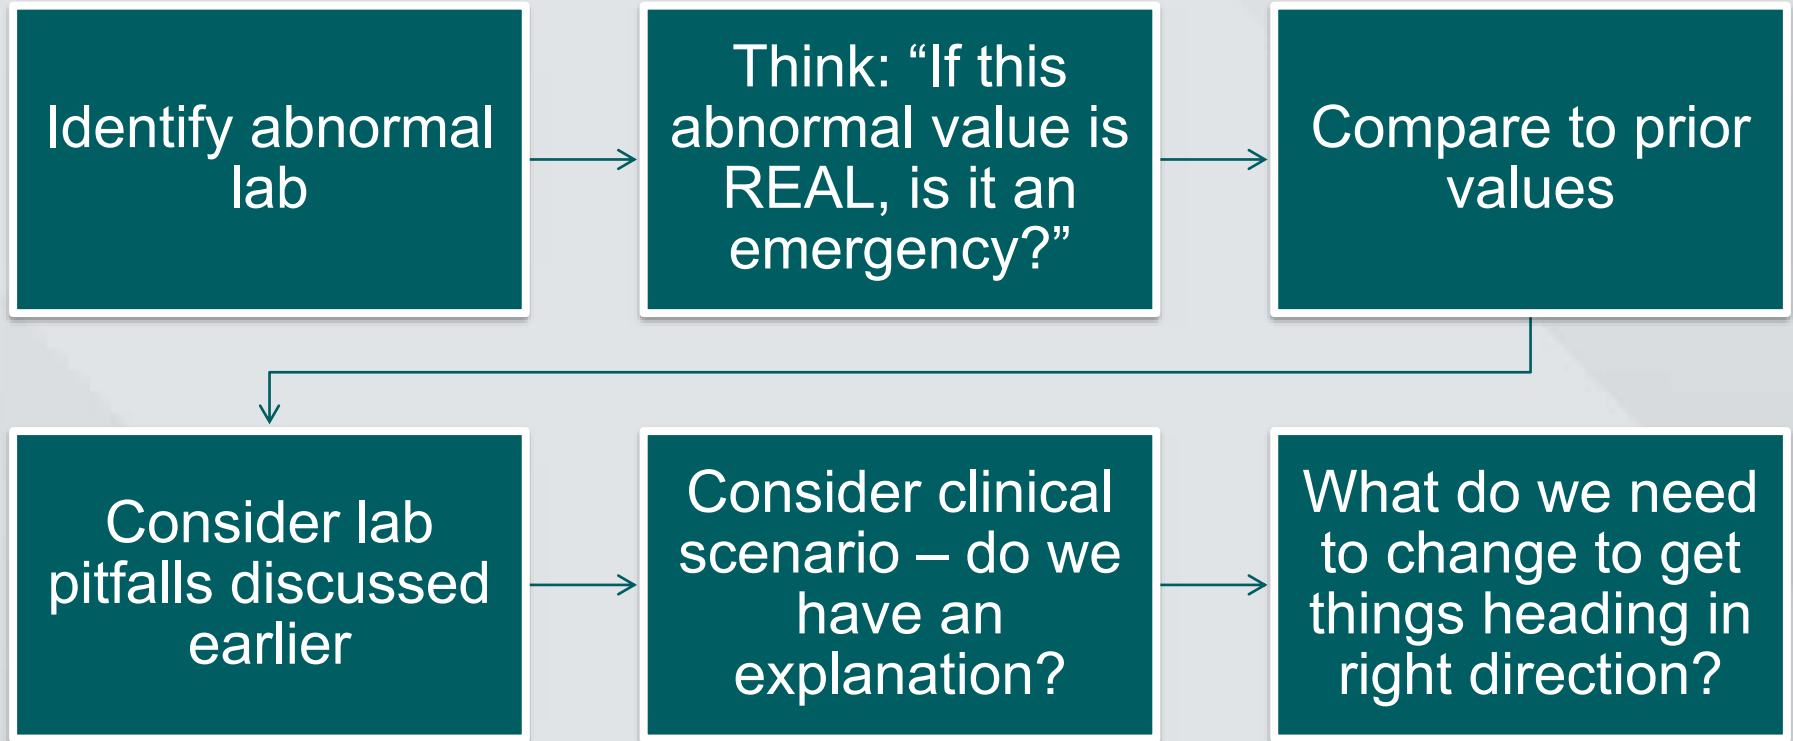 Identify abnormal
lab
Think: “If this
abnormal value is
REAL, is it an
emergency?”
Compare to prior
values
Consider lab
pitfalls discussed
earlier
Consider clinical
scenario – do we
have an
explanation?
What do we need
to change to get
things heading in
right direction?